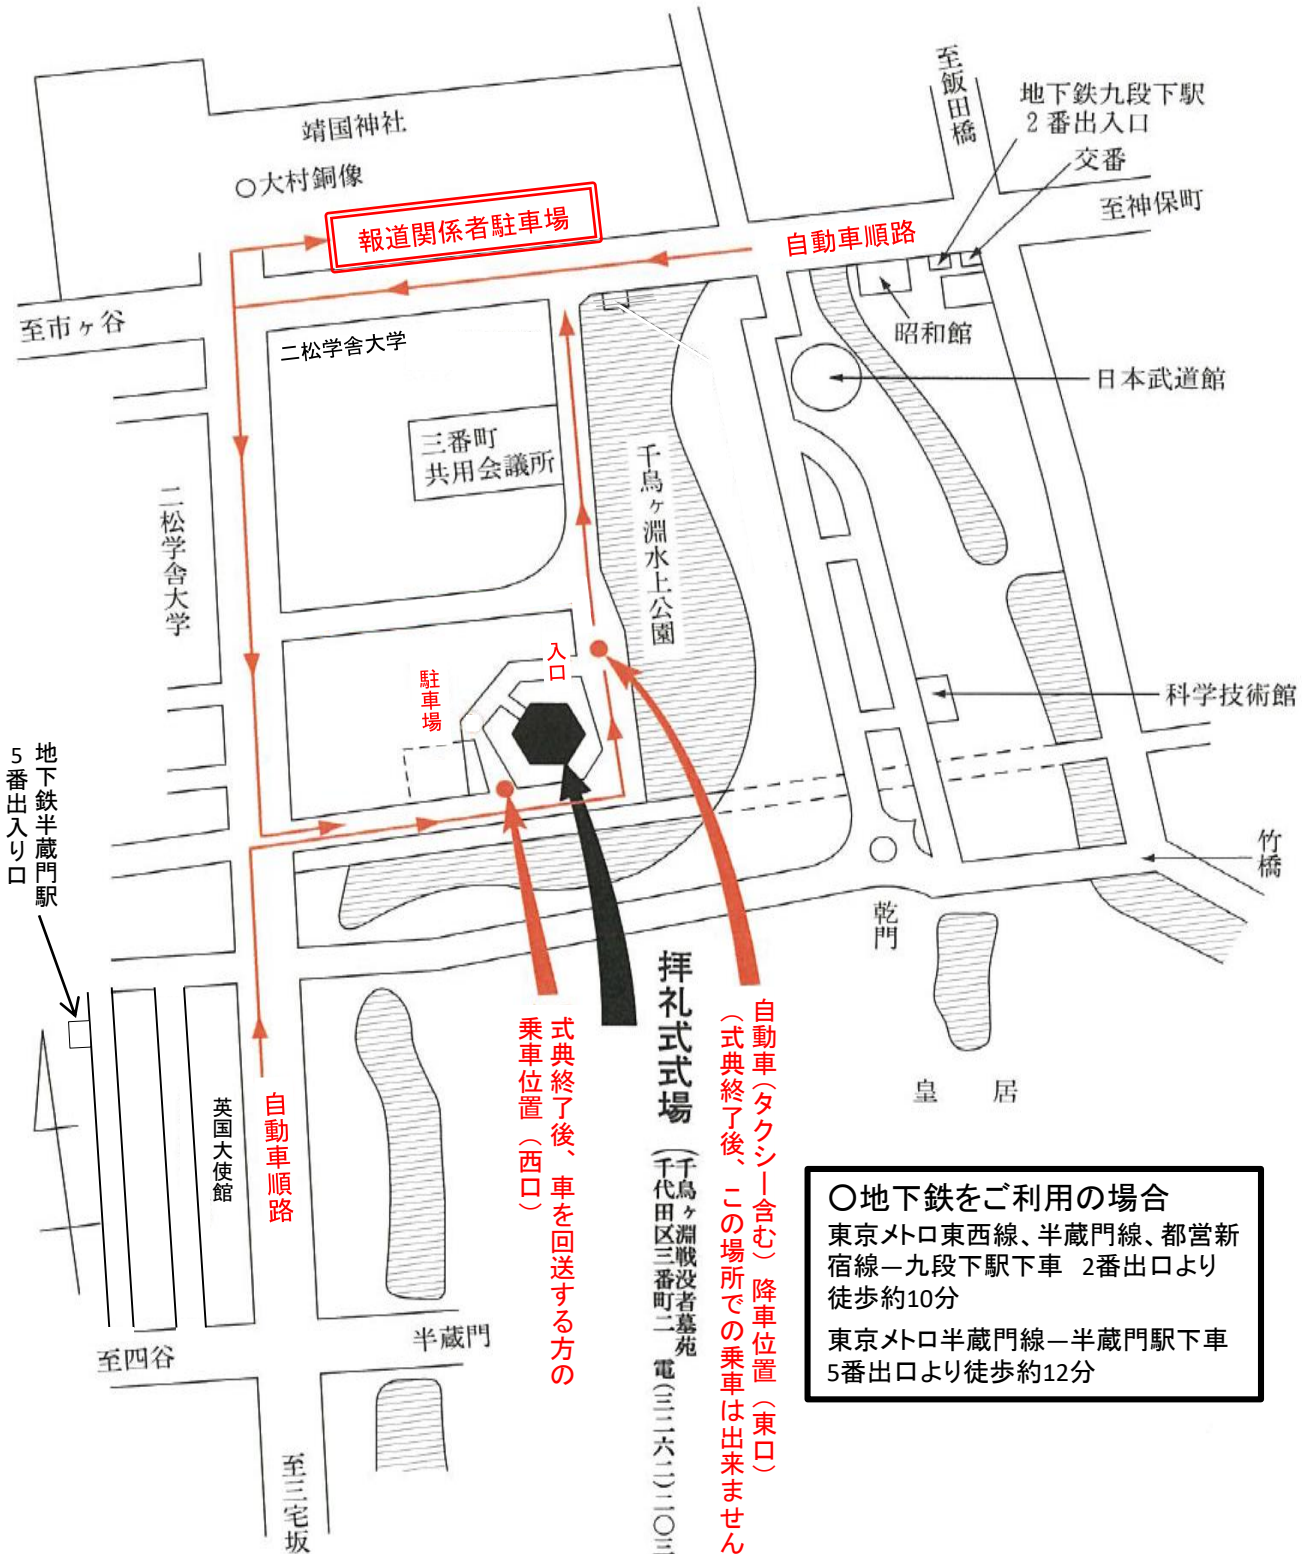 至飯田橋
地下鉄九段下駅
2番出入口
交番
靖国神社
○大村銅像
至神保町
報道関係者駐車場
自動車順路
至市ヶ谷
昭和館
二松学舎大学
日本武道館
三番町
共用会議所
千鳥ヶ淵水上公園
二松学舎大学
入口
駐車場
科学技術館
地下鉄半蔵門駅
5番出入り口
竹橋
乾門
拝礼式式場
(千鳥ヶ淵戦没者墓苑
千代田区三番町二 電(三二六二)二〇三
自動車(タクシー含む)降車位置(東口)
(式典終了後、この場所での乗車は出来ません
式典終了後、車を回送する方の
乗車位置(西口)
皇居
英国大使館
自動車順路
○地下鉄をご利用の場合
東京メトロ東西線、半蔵門線、都営新
宿線―九段下駅下車 2番出口より
徒歩約10分
東京メトロ半蔵門線―半蔵門駅下車
5番出口より徒歩約12分
半蔵門
至四谷
至三宅坂